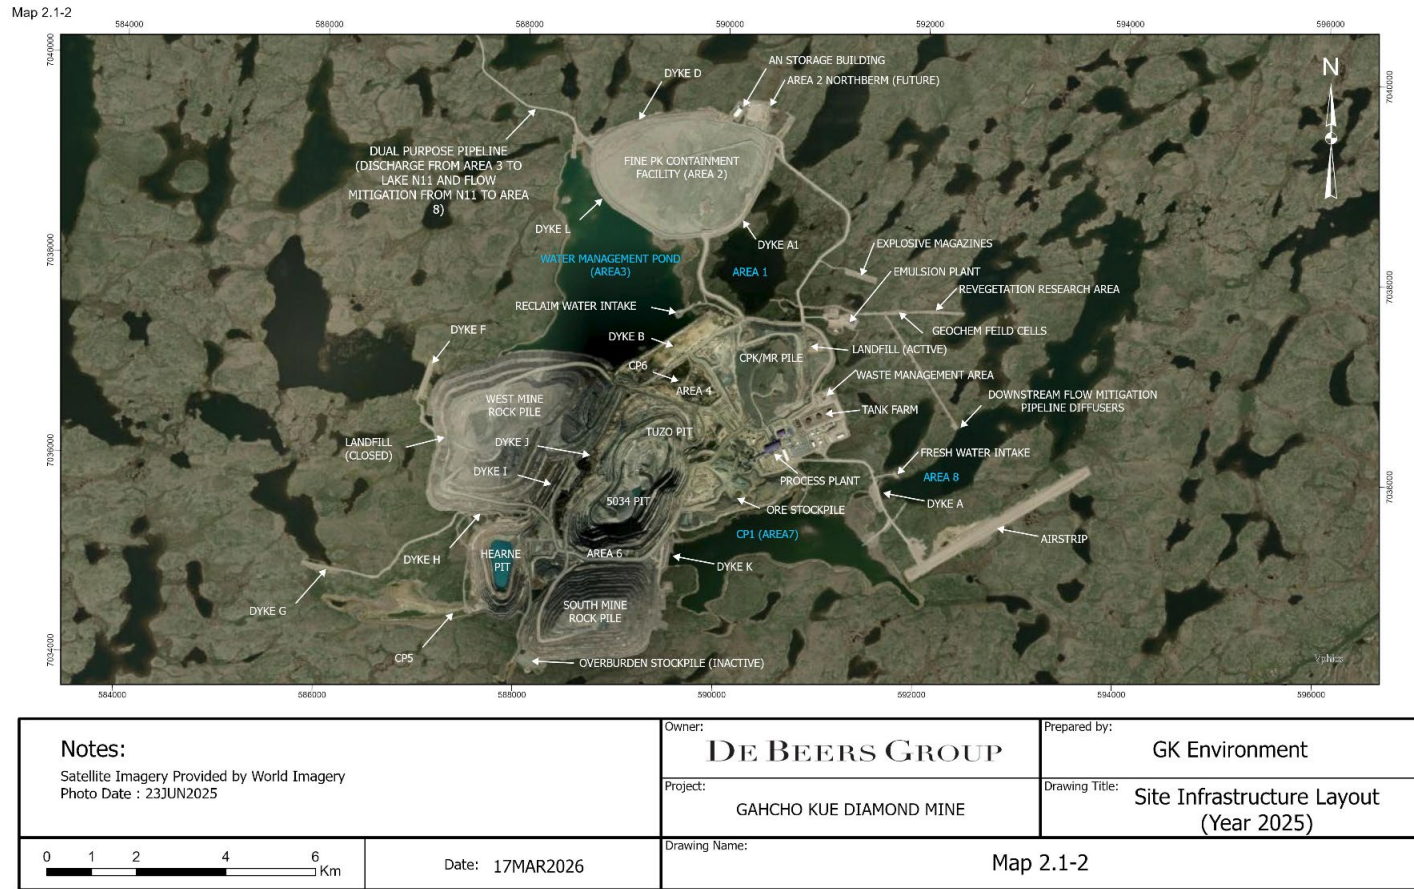 Map 2.1-2
584000
586000
588000
590000
592000
594000
596000
7040000
7038000
7036000
7034000
7040000
7038000
7036000
AN STORAGE BUILDING
DYKE D
AREA 2 NORTHBERM (FUTURE)
N
DUAL PURPOSE PIPELINE
(DISCHARGE FROM AREA 3 TO
LAKE N11 AND FLOW
MITIGATION FROM N11 TO AREA
8)
FINE PK CONTAINMENT
FACILITY (AREA 2)
DYKE L
DYKE A1
WATER MANAGEMENT POND
(AREA3)
AREA 1
EXPLOSIVE MAGAZINES
EMULSION PLANT
REVEGETATION RESEARCH AREA
RECLAIM WATER INTAKE
GEOCHEM FEILD CELLS
DYKE F
DYKE B
LANDFILL (ACTIVE)
CPK/MR PILE
CP6
WASTE MANAGEMENT AREA
AREA 4
WEST MINE
ROCK PILE
DOWNSTREAM FLOW MITIGATION
PIPELINE DIFFUSERS
TANK FARM
TUZO PIT
LANDFILL
(CLOSED)
DYKE J
FRESH WATER INTAKE
DYKE I
AREA 8
PROCESS PLANT
5034 PIT
DYKE A
ORE STOCKPILE
CP1 (AREA7)
AIRSTRIP
DYKE H
HEARNE
PIT
AREA 6
DYKE K
DYKE G
SOUTH MINE
ROCK PILE
CP5
OVERBURDEN STOCKPILE (INACTIVE)
584000
586000
588000
590000
592000
594000
596000
Notes:
Satellite Imagery Provided by World Imagery
Photo Date : 23JUN2025
Owner:
DE BEERS GROUP
Prepared by:
GK Environment
Project:
GAHCHO KUE DIAMOND MINE
Drawing Title:
Site Infrastructure Layout
(Year 2025)
0 1 2 4 6
Km
Date: 17MAR2026
Drawing Name:
Map 2.1-2